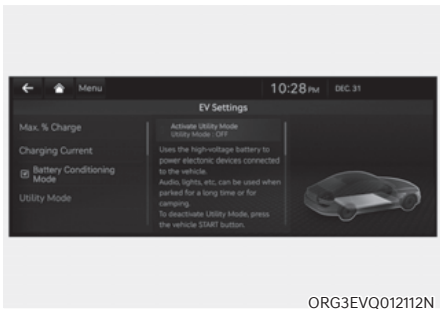 Menu
10:28 PM
DEC. 31
EV Settings
Max. % Charge
Charging Current
Battery Conditioning
Mode
Utility Mode
Activate Utility Mode
Utility Mode : OFF
Uses the high-voltage battery to
power electonic devices connected
to the vehicle.
Audio, lights, etc, can be used when
parked for a long time or for
camping.
To deactivate Utility Mode, press
the vehicle START button.
ORG3EVQ012112N